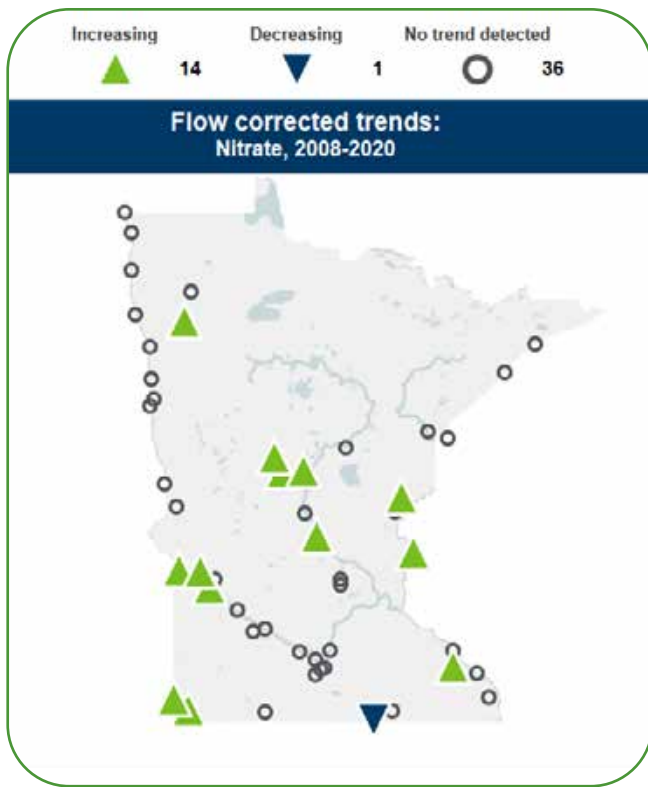 Increasing Decreasing No trend detected
14 1 36
Flow corrected trends:
Nitrate, 2008-2020